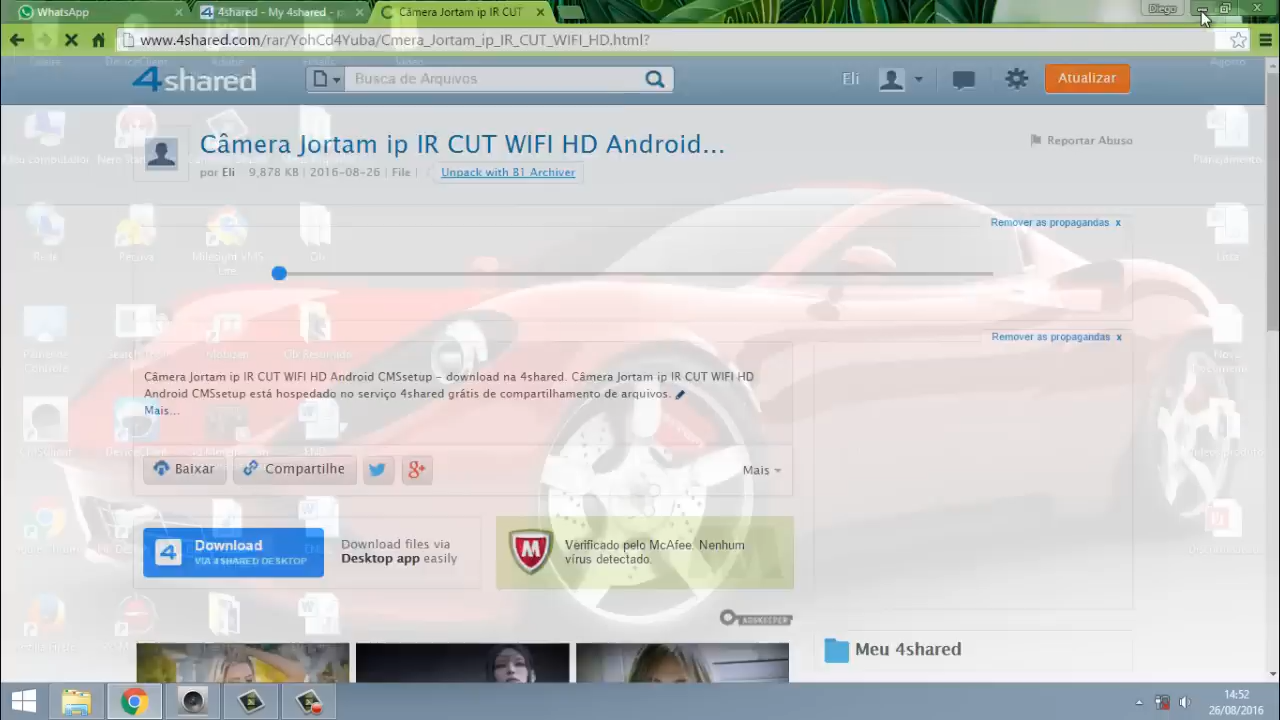 WhatsApp
4shared - My 4shared - p
Câmera Jortam ip IR CUT
Diego
www.4shared.com/rar/YohCd4Yuba/Cmera_Jortam_ip_IR_CUT_WIFI_HD.html?
4shared
Busca de Arquivos
Eli
Atualizar
Câmera Jortam ip IR CUT WIFI HD Android...
Reportar Abuso
por Eli 9,878 KB | 2016-08-26 | File |
Unpack with B1 Archiver
Remover as propagandas x
Remover as propagandas x
Câmera Jortam ip IR CUT WIFI HD Android CMSsetup - download na 4shared. Câmera Jortam ip IR CUT WIFI HD
Android CMSsetup está hospedado no serviço 4shared grátis de compartilhamento de arquivos.
Mais...
Baixar
Compartilhe
Mais
Download
VIA 4SHARED DESKTOP
Download files via
Desktop app easily
Verificado pelo McAfee. Nenhum
vírus detectado.
Meu 4shared
14:52
26/08/2016